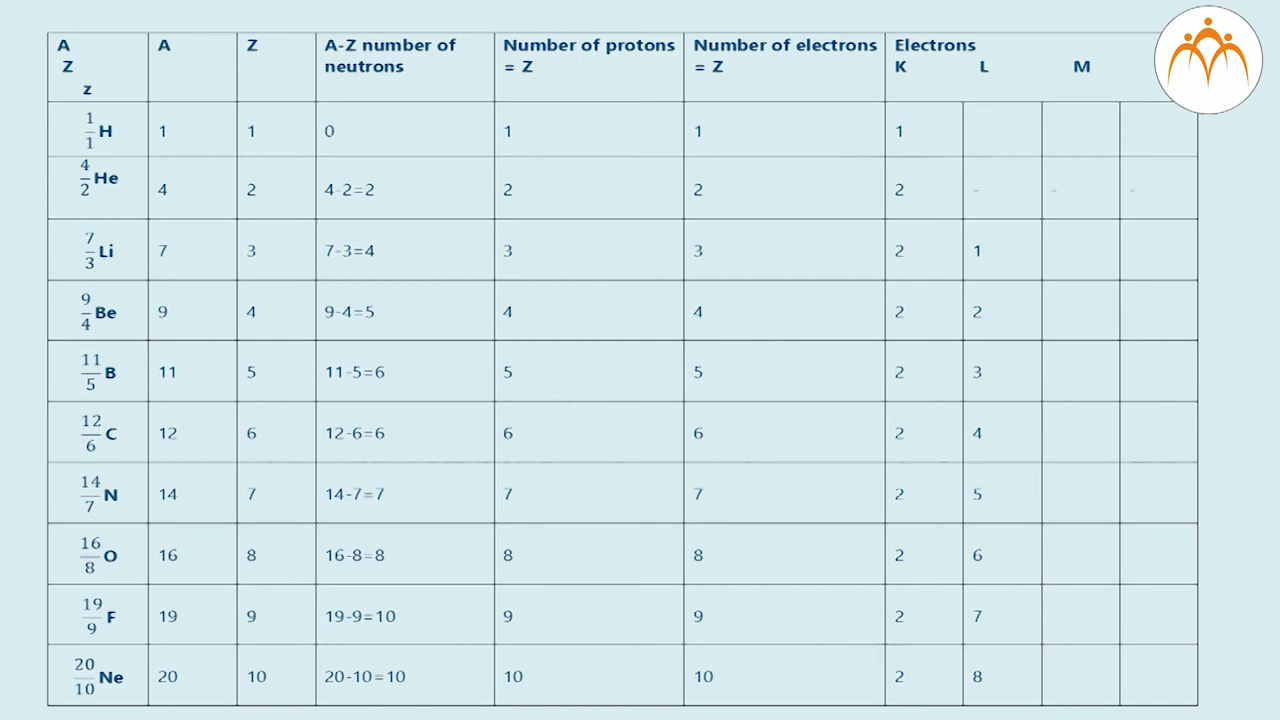 A A Z A-Z number of Number of protons Number of electrons Electrons
Z neutrons = Z = Z K L M
z
1/1 H 1 1 0 1 1 1
4/2 He 4 2 4-2=2 2 2 2 - - -
7/3 Li 7 3 7-3=4 3 3 2 1
9/4 Be 9 4 9-4=5 4 4 2 2
11/5 B 11 5 11-5=6 5 5 2 3
12/6 C 12 6 12-6=6 6 6 2 4
14/7 N 14 7 14-7=7 7 7 2 5
16/8 O 16 8 16-8=8 8 8 2 6
19/9 F 19 9 19-9=10 9 9 2 7
20/10 Ne 20 10 20-10=10 10 10 2 8